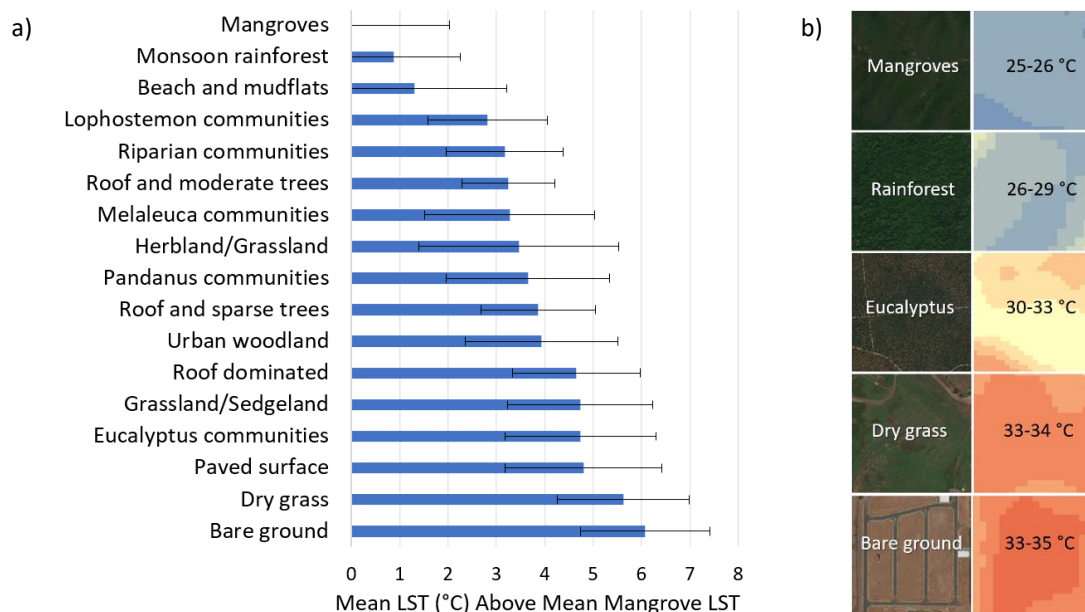 a)
Mangroves
Monsoon rainforest
Beach and mudflats
Lophostemon communities
Riparian communities
Roof and moderate trees
Melaleuca communities
Herbland/Grassland
Pandanus communities
Roof and sparse trees
Urban woodland
Roof dominated
Grassland/Sedgeland
Eucalyptus communities
Paved surface
Dry grass
Bare ground
0 1 2 3 4 5 6 7 8
Mean LST (°C) Above Mean Mangrove LST
b)
Mangroves 25-26 °C
Rainforest 26-29 °C
Eucalyptus 30-33 °C
Dry grass 33-34 °C
Bare ground 33-35 °C